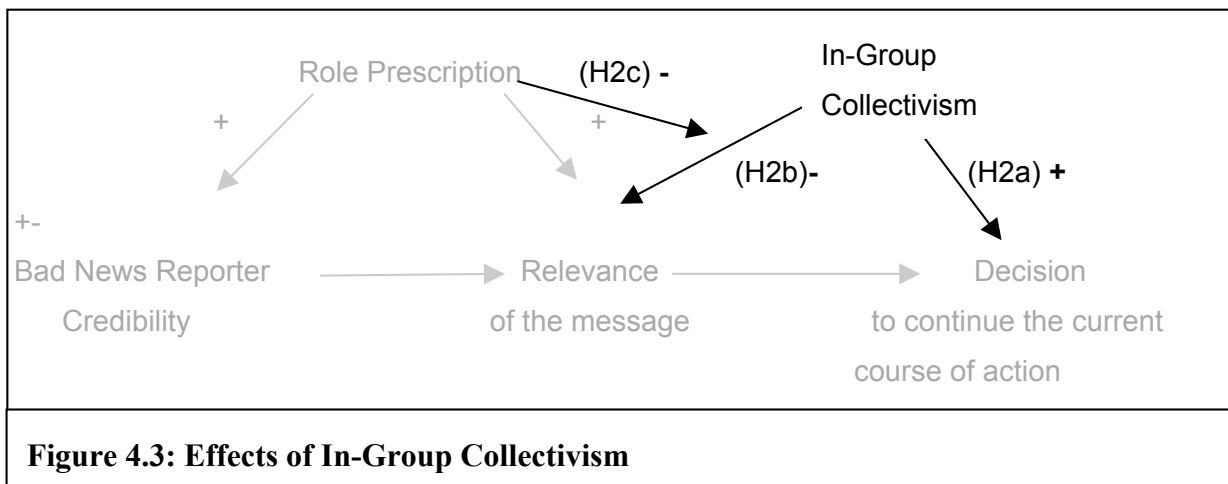 Role Prescription
(H2c) -
In-Group
Collectivism
+
+
(H2b)-
(H2a) +
+-
Bad News Reporter
Credibility
Relevance
of the message
Decision
to continue the current
course of action
Figure 4.3: Effects of In-Group Collectivism